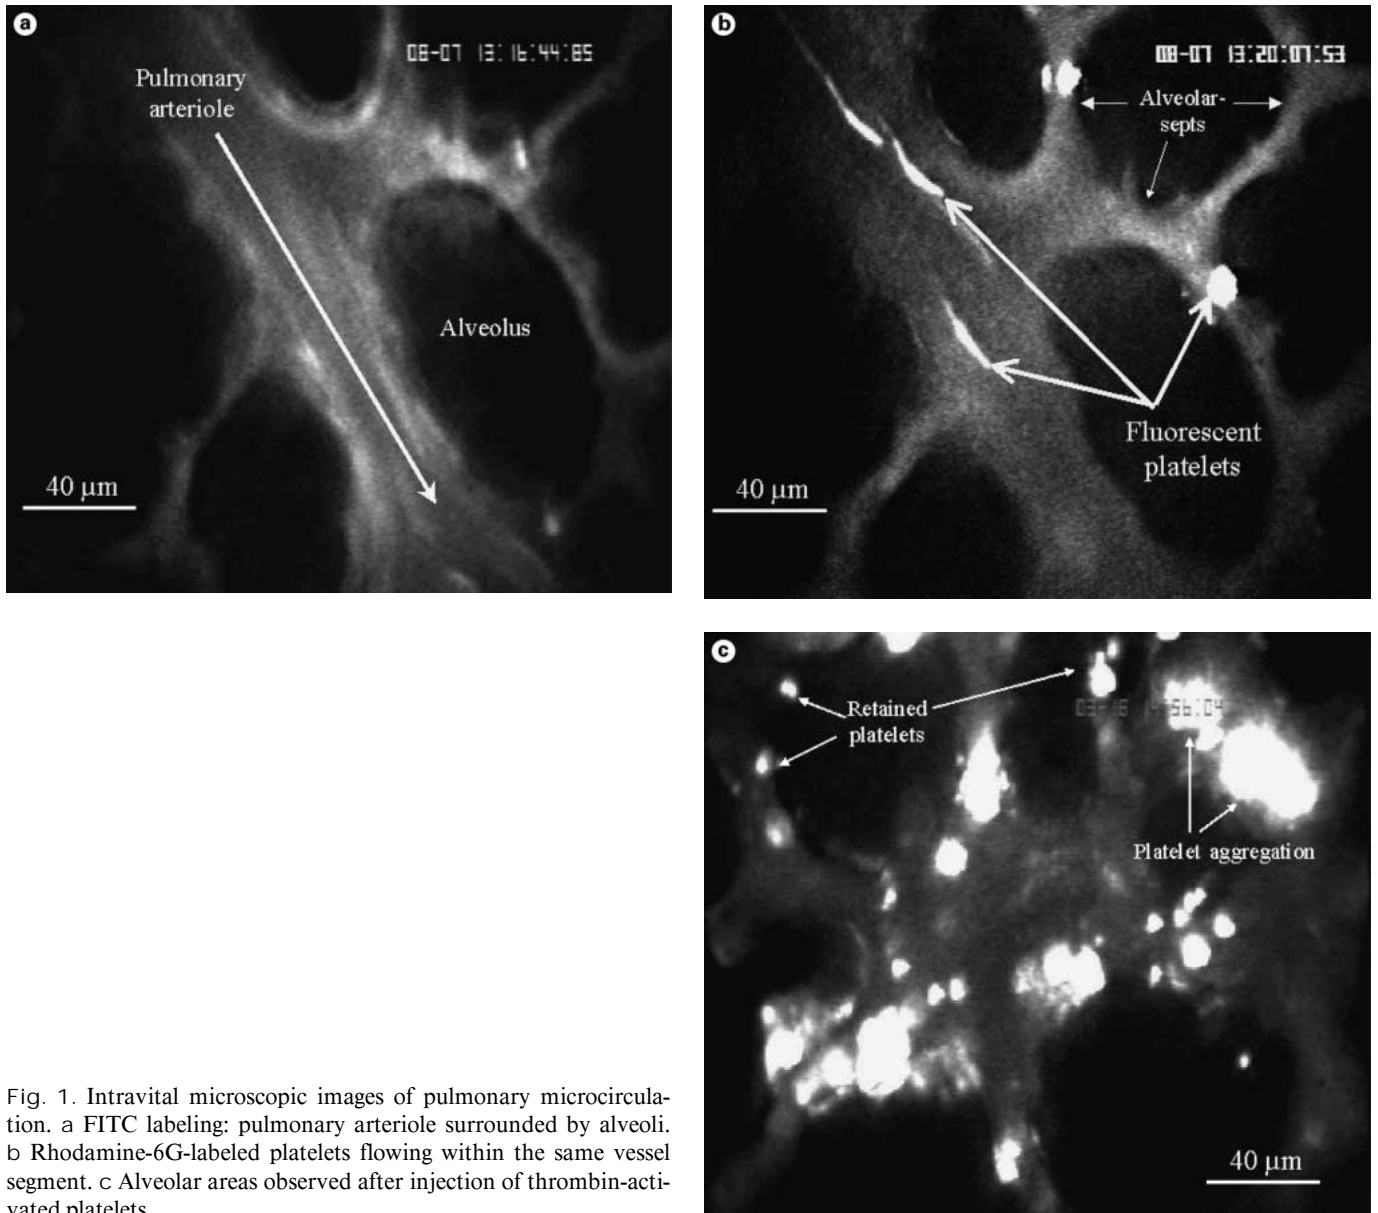 a
08-07 13:16:44:85
Pulmonary
arteriole
Alveolus
40 µm
b
08-07 13:20:07:53
Alveolar-
septs
Fluorescent
platelets
40 µm
c
Retained
platelets
Platelet aggregation
40 µm
Fig. 1. Intravital microscopic images of pulmonary microcircula-
tion. a FITC labeling: pulmonary arteriole surrounded by alveoli.
b Rhodamine-6G-labeled platelets flowing within the same vessel
segment. c Alveolar areas observed after injection of thrombin-acti-
vated platelets